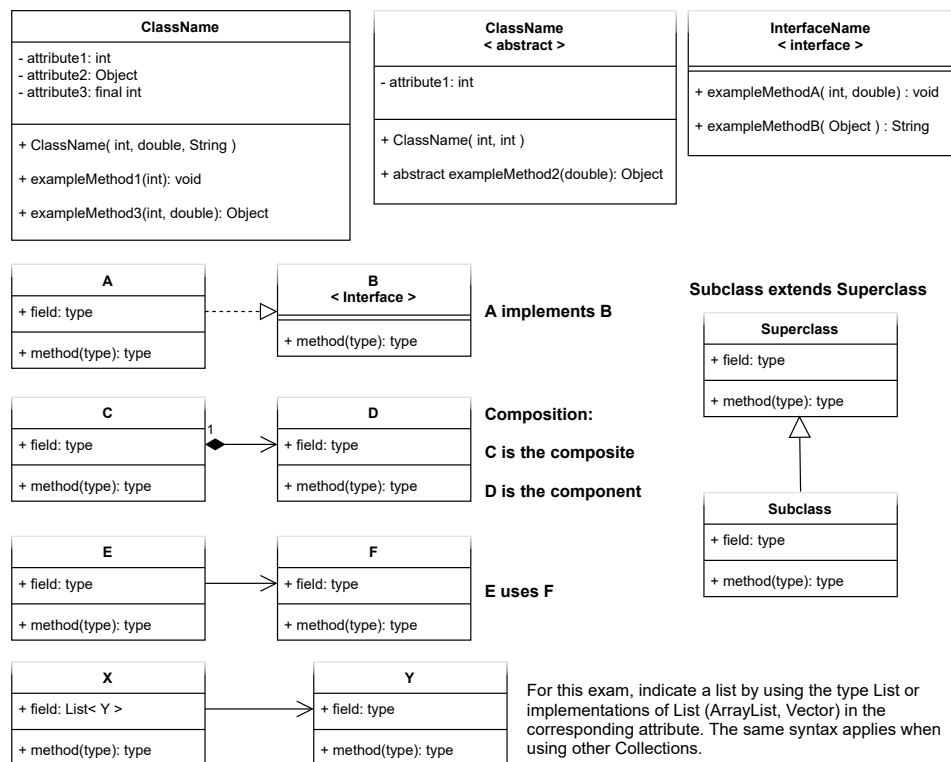 ClassName
- attribute1: int
- attribute2: Object
- attribute3: final int
+ ClassName( int, double, String )
+ exampleMethod1(int): void
+ exampleMethod3(int, double): Object
ClassName
< abstract >
- attribute1: int
+ ClassName( int, int )
+ abstract exampleMethod2(double): Object
InterfaceName
< interface >
+ exampleMethodA( int, double) : void
+ exampleMethodB( Object ) : String
A
+ field: type
+ method(type): type
B
< Interface >
+ method(type): type
A implements B
Subclass extends Superclass
Superclass
+ field: type
+ method(type): type
Subclass
+ field: type
+ method(type): type
C
+ field: type
+ method(type): type
1
D
+ field: type
+ method(type): type
Composition:
C is the composite
D is the component
E
+ field: type
+ method(type): type
F
+ field: type
+ method(type): type
E uses F
X
+ field: List< Y >
+ method(type): type
Y
+ field: type
+ method(type): type
For this exam, indicate a list by using the type List or
implementations of List (ArrayList, Vector) in the
corresponding attribute. The same syntax applies when
using other Collections.